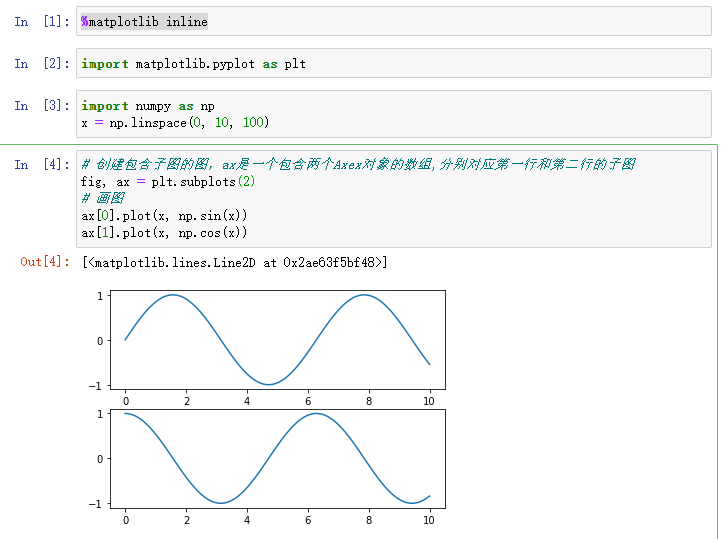 In [1]: %matplotlib inline
In [2]: import matplotlib.pyplot as plt
In [3]: import numpy as np
x = np.linspace(0, 10, 100)
In [4]: # 创建包含子图的图，ax是一个包含两个Axex对象的数组,分别对应第一行和第二行的子图
fig, ax = plt.subplots(2)
# 画图
ax[0].plot(x, np.sin(x))
ax[1].plot(x, np.cos(x))
Out[4]: [<matplotlib.lines.Line2D at 0x2ae63f5bf48>]
1
0
−1
0 2 4 6 8 10
1
0
−1
0 2 4 6 8 10